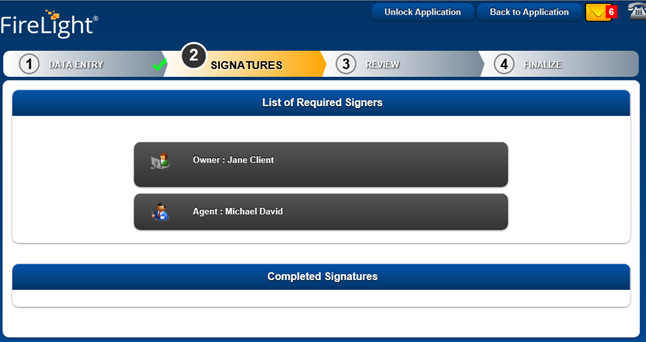 Unlock Application
Back to Application
6
FireLight®
1 DATA ENTRY
2 SIGNATURES
3 REVIEW
4 FINALIZE
List of Required Signers
Owner : Jane Client
Agent : Michael David
Completed Signatures